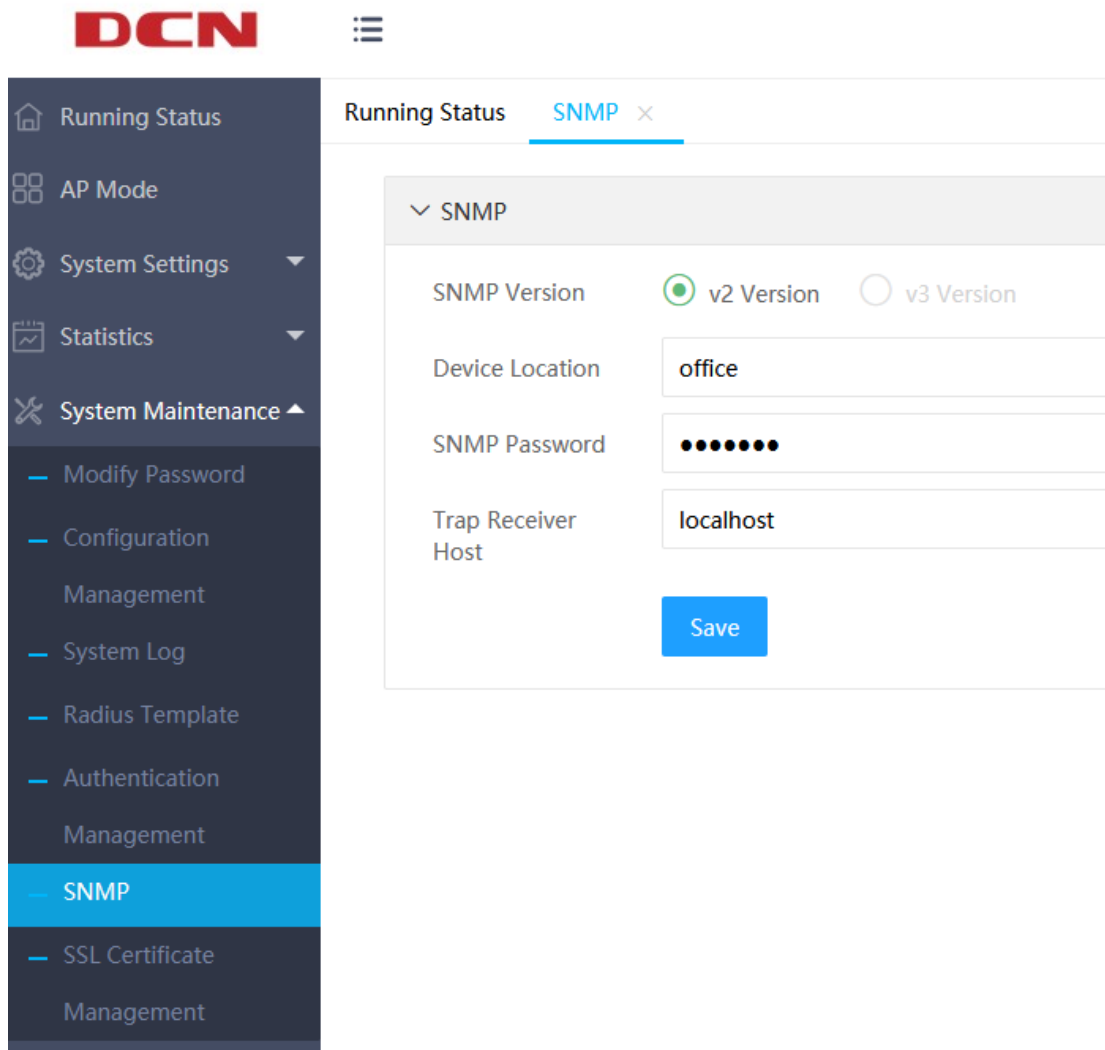 DCN
Running Status
AP Mode
System Settings
Statistics
System Maintenance
Modify Password
Configuration
Management
System Log
Radius Template
Authentication
Management
SNMP
SSL Certificate
Management
Running Status SNMP ×
SNMP
SNMP Version v2 Version v3 Version
Device Location office
SNMP Password •••••••
Trap Receiver localhost
Host
Save